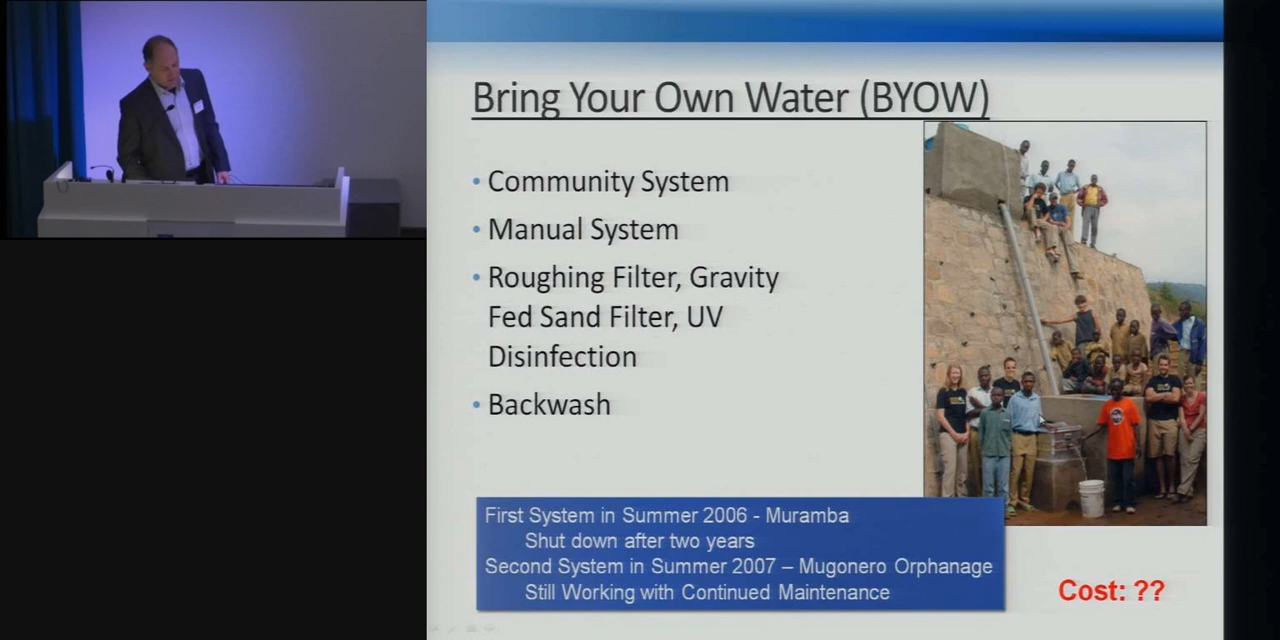 Bring Your Own Water (BYOW)
• Community System
• Manual System
• Roughing Filter, Gravity
Fed Sand Filter, UV
Disinfection
• Backwash
First System in Summer 2006 - Muramba
Shut down after two years
Second System in Summer 2007 – Mugonero Orphanage
Still Working with Continued Maintenance
Cost: ??